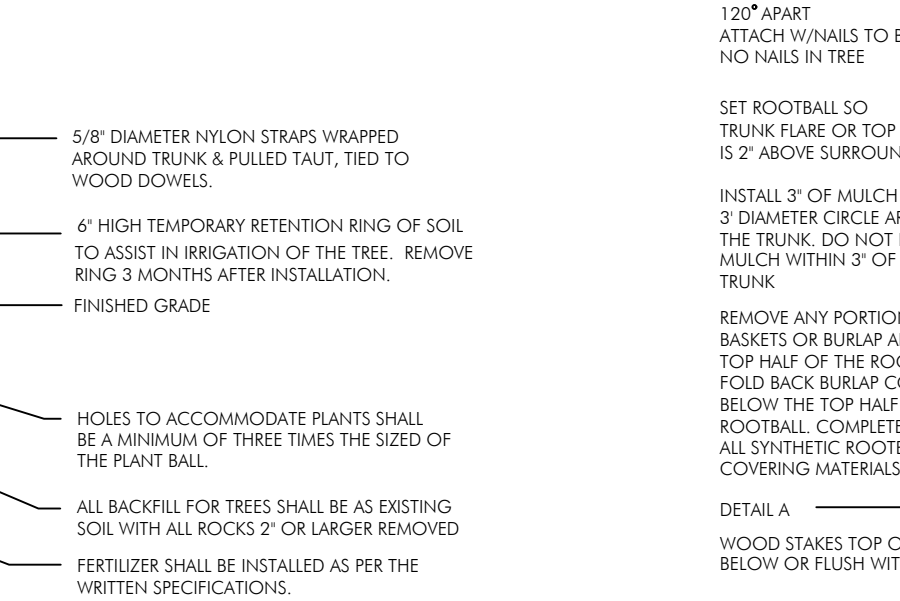 5/8" DIAMETER NYLON STRAPS WRAPPED
AROUND TRUNK & PULLED TAUT, TIED TO
WOOD DOWELS.
6" HIGH TEMPORARY RETENTION RING OF SOIL
TO ASSIST IN IRRIGATION OF THE TREE. REMOVE
RING 3 MONTHS AFTER INSTALLATION.
FINISHED GRADE
HOLES TO ACCOMMODATE PLANTS SHALL
BE A MINIMUM OF THREE TIMES THE SIZED OF
THE PLANT BALL.
ALL BACKFILL FOR TREES SHALL BE AS EXISTING
SOIL WITH ALL ROCKS 2" OR LARGER REMOVED
FERTILIZER SHALL BE INSTALLED AS PER THE
WRITTEN SPECIFICATIONS.
120° APART
ATTACH W/NAILS TO
NO NAILS IN TREE
SET ROOTBALL SO
TRUNK FLARE OR TOP
IS 2" ABOVE
INSTALL 3" OF MULCH
3' DIAMETER CIRCLE
THE TRUNK. DO NOT
MULCH WITHIN 3" OF
TRUNK
REMOVE ANY
BASKETS OR BURLAP
TOP HALF OF THE
FOLD BACK BURLAP
BELOW THE TOP HALF
ROOTBALL.
ALL SYNTHETIC
COVERING MATERIALS
DETAIL A
WOOD STAKES TOP
BELOW OR FLUSH